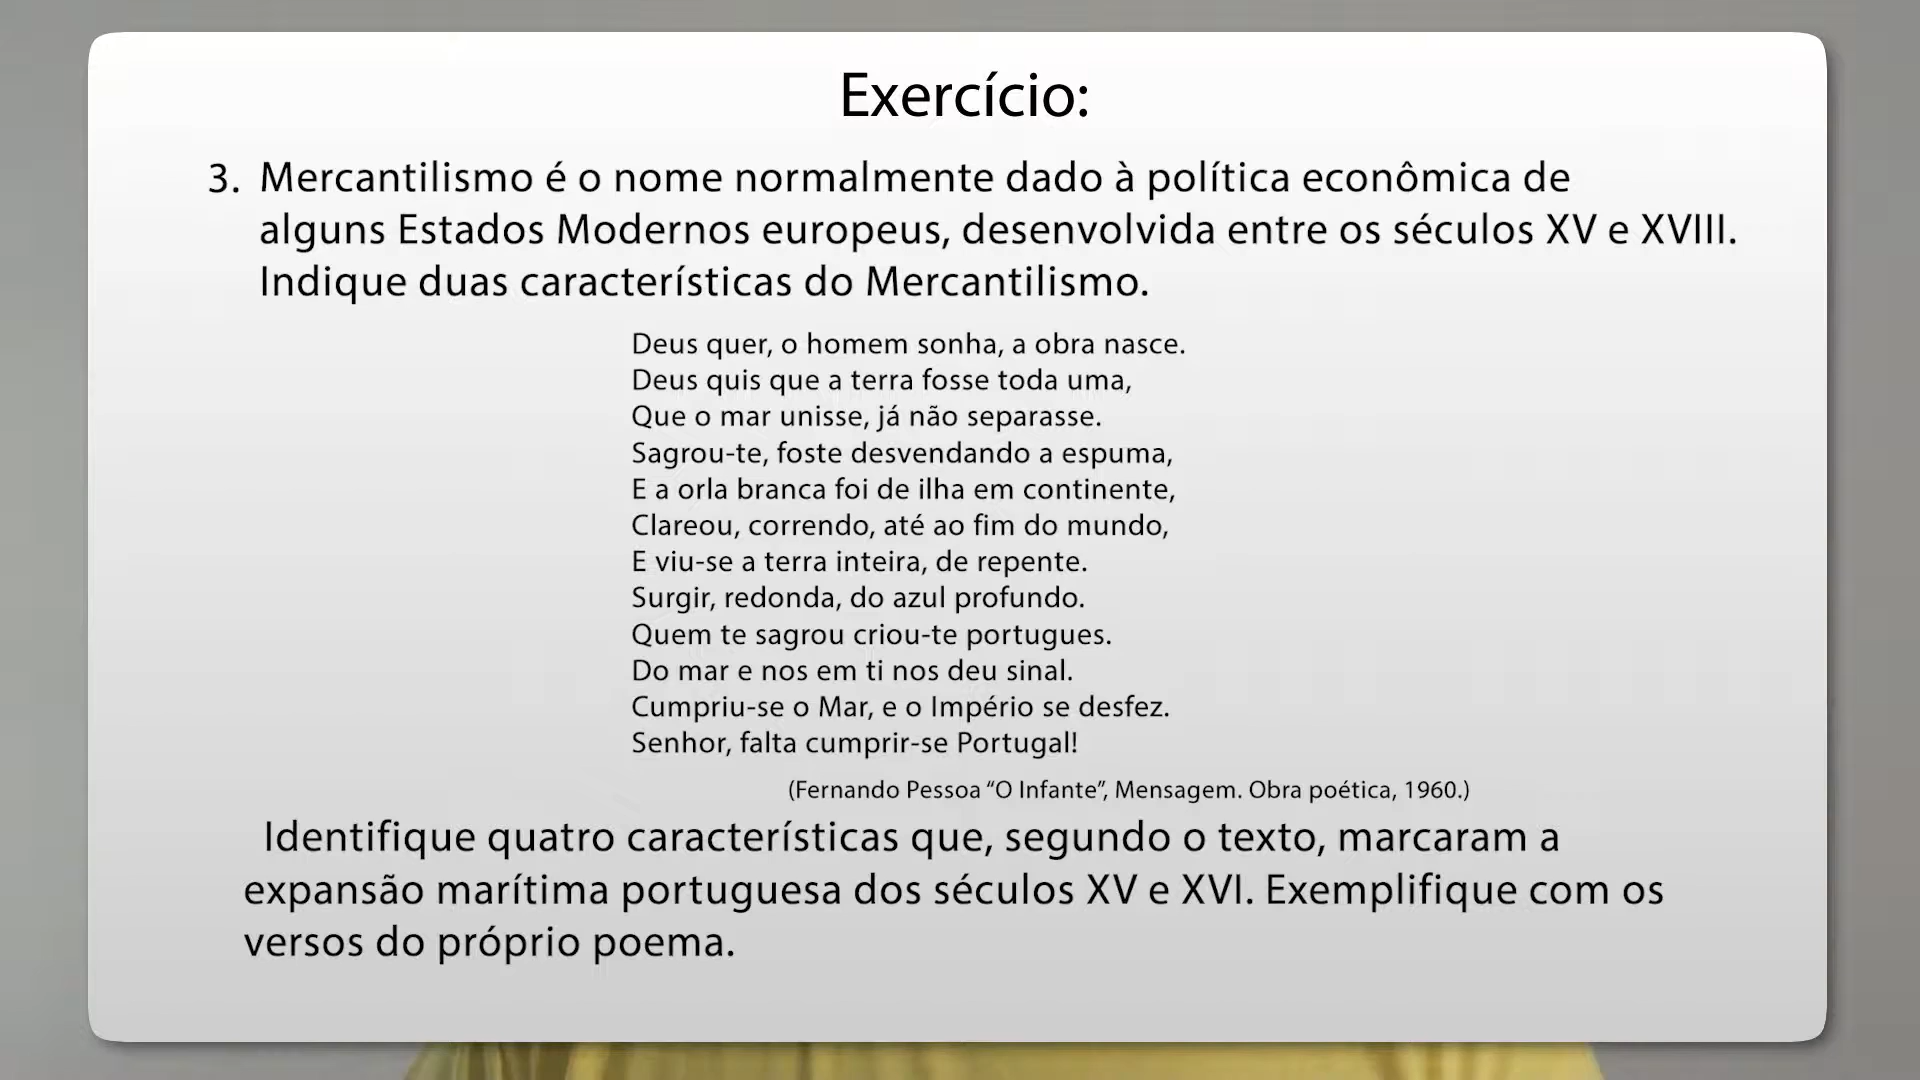 Exercício:
3. Mercantilismo é o nome normalmente dado à política econômica de
alguns Estados Modernos europeus, desenvolvida entre os séculos XV e XVIII.
Indique duas características do Mercantilismo.
Deus quer, o homem sonha, a obra nasce.
Deus quis que a terra fosse toda uma,
Que o mar unisse, já não separasse.
Sagrou-te, foste desvendando a espuma,
E a orla branca foi de ilha em continente,
Clareou, correndo, até ao fim do mundo,
E viu-se a terra inteira, de repente.
Surgir, redonda, do azul profundo.
Quem te sagrou criou-te portugues.
Do mar e nos em ti nos deu sinal.
Cumpriu-se o Mar, e o Império se desfez.
Senhor, falta cumprir-se Portugal!
(Fernando Pessoa “O Infante”, Mensagem. Obra poética, 1960.)
Identifique quatro características que, segundo o texto, marcaram a
expansão marítima portuguesa dos séculos XV e XVI. Exemplifique com os
versos do próprio poema.